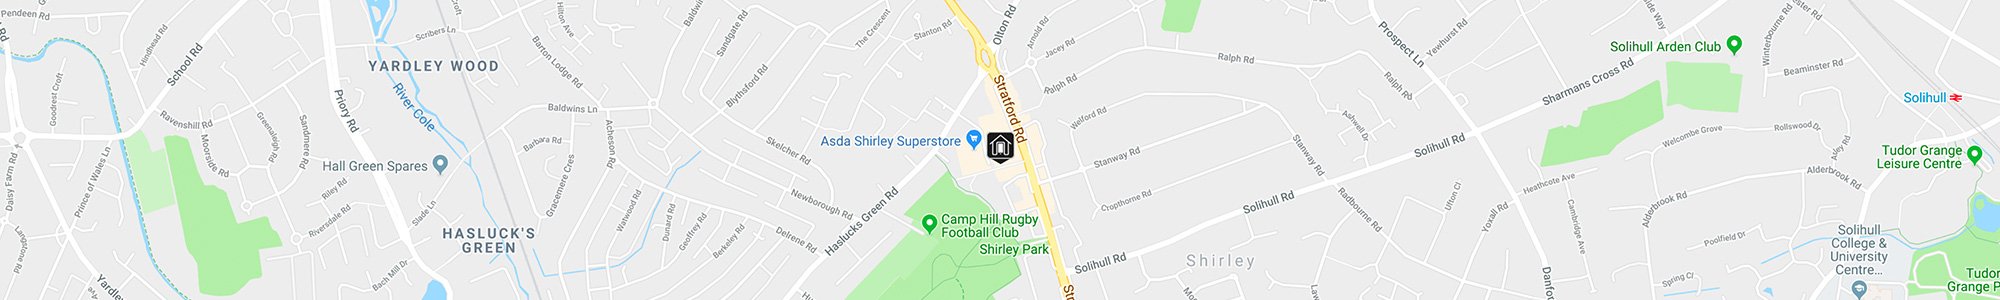 Pendeen Rd
Hindhead Rd
School Rd
Goodrest Croft
Ravenshill Rd
Moorside Rd
Greenleigh Rd
Sandmere Rd
Daisy Farm Rd
Prince of Wales Ln
Riley Rd
Riversdale Rd
Slade Ln
Bach Mill Dr
Yardley
Priory Rd
Scribers Ln
YARDLEY WOOD
River Cole
Hall Green Spares
HASLUCK'S
GREEN
Hilton Ave
Barton Lodge Rd
Baldwins Ln
Barbara Rd
Gracemere Cres
Acheson Rd
Watwood Rd
Dunard Rd
Geoffrey Rd
Berkeley Rd
Delrene Rd
Newborough Rd
Skelcher Rd
Blythsford Rd
Sandgate Rd
The Crescent
Stanton Rd
Haslucks Green Rd
Asda Shirley Superstore
Camp Hill Rugby
Football Club
Shirley Park
Olton Rd
Arnold Rd
Jacey Rd
Ralph Rd
Stratford Rd
Welford Rd
Stanway Rd
Cropthorne Rd
Solihull Rd
Shirley
Ralph Rd
Stanway Rd
Solihull Rd
Radbourne Rd
Ashwell Dr
Prospect Ln
Yewhurst Rd
Ralph Rd
Solihull Rd
Sharmans Cross Rd
Ufton Cl
Yoxall Rd
Heathcote Ave
Cambridge Ave
Solihull Arden Club
Winterbourne Rd
Beaminster Rd
Welcombe Grove
Rollswood Dr
Aley Rd
Alderbrook Rd
Alderbrook Rd
Poolfield Dr
Spring Cl
Solihull
Tudor Grange
Leisure Centre
Solihull
College &
University
Centre...
Tudor
Grange P